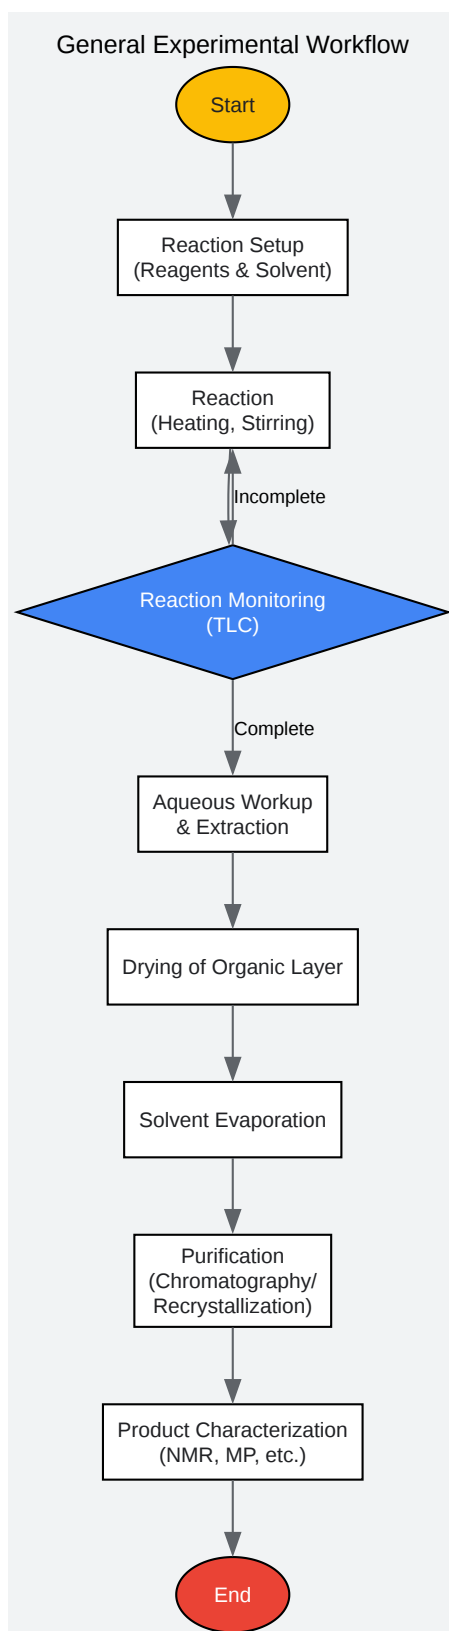 General Experimental Workflow
Start
Reaction Setup
(Reagents & Solvent)
Reaction
(Heating, Stirring)
Incomplete
Reaction Monitoring
(TLC)
Complete
Aqueous Workup
& Extraction
Drying of Organic Layer
Solvent Evaporation
Purification
(Chromatography/
Recrystallization)
Product Characterization
(NMR, MP, etc.)
End